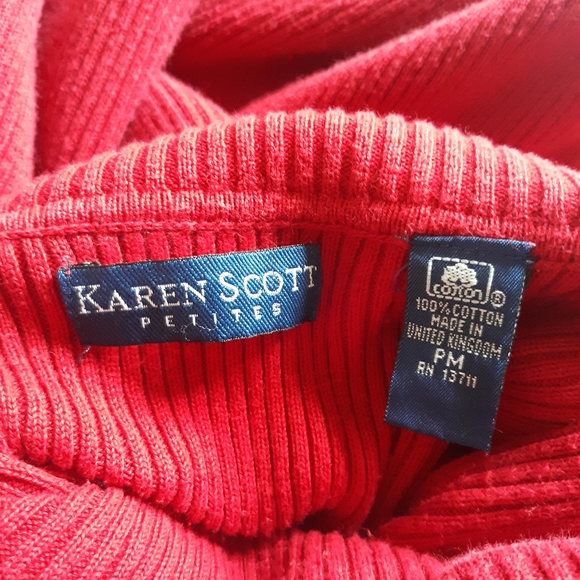 KAREN SCOTT
PETITES
COTTON ®
100% COTTON
MADE IN
UNITED KINGDOM
PM
RN 13711